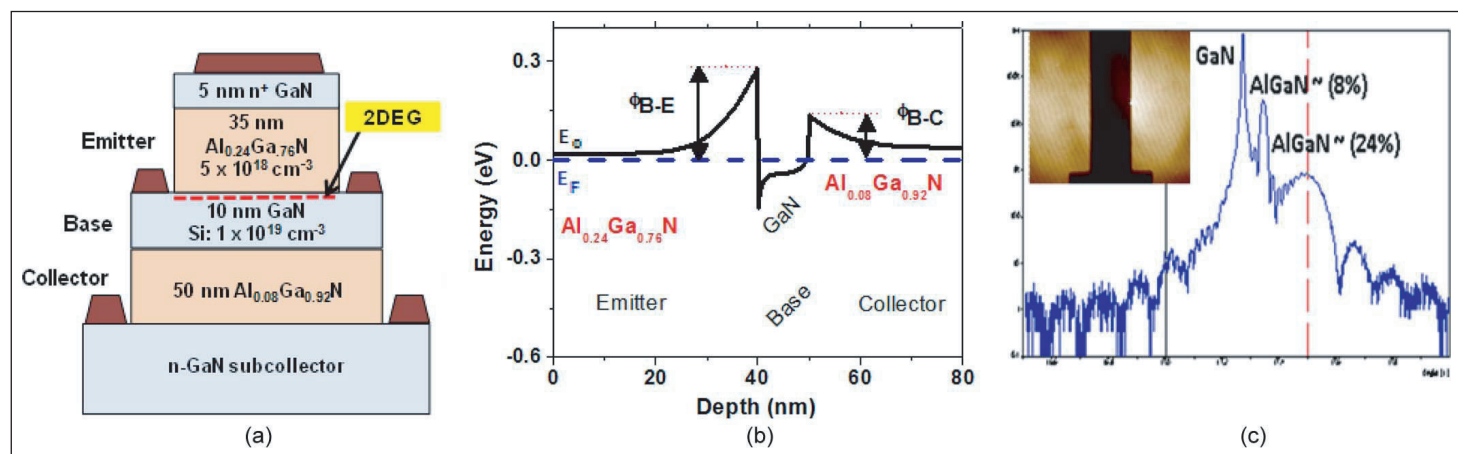 5 nm n⁺ GaN
2DEG
35 nm
Emitter
Al₀.₂₄Ga.₇₆N
5 x 10¹⁸ cm⁻³
10 nm GaN
Base
Si: 1 x 10¹⁹ cm⁻³
Collector
50 nm Al₀.₀₈Ga₀.₉₂N
n-GaN subcollector
(a)
Energy (eV)
0.3
0.0
-0.3
-0.6
ϕB-E
ϕB-C
EF
Al₀.₂₄Ga₀.₇₆N
GaN
Al₀.₀₈Ga₀.₉₂N
Emitter
Base
Collector
0
20
40
60
80
Depth (nm)
(b)
GaN
AlGaN ~ (8%)
AlGaN ~ (24%)
(c)